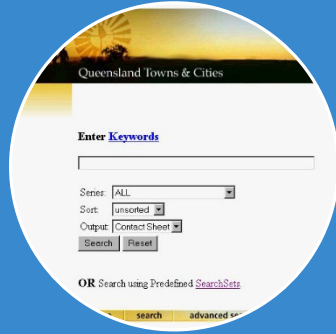 Queensland Towns & Cities
Enter Keywords
Series: ALL
Sort: unsorted
Output: Contact Sheet
Search Reset
OR Search using Predefined SearchSets.
search advanced